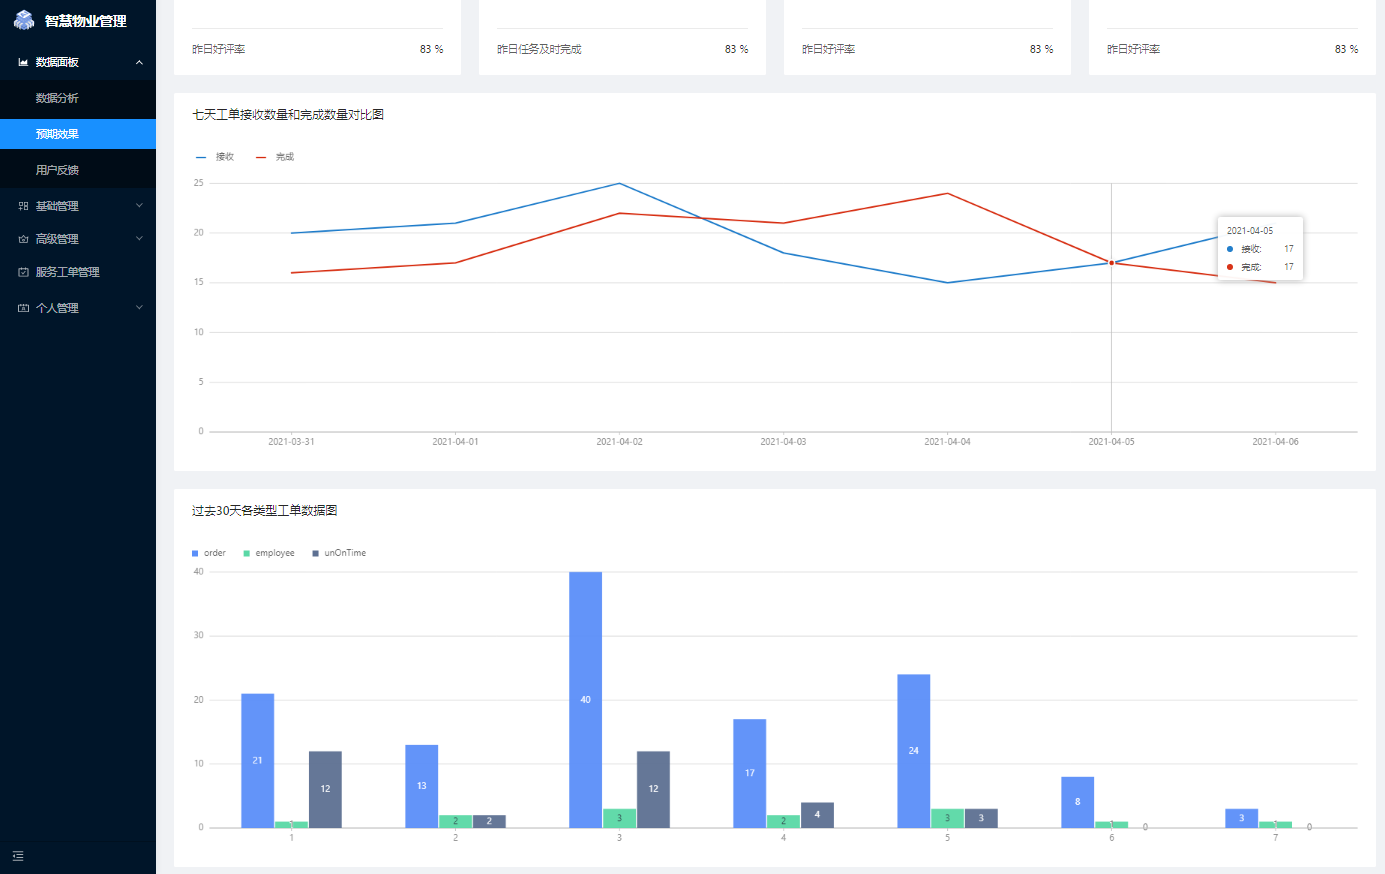 智慧物业管理
数据面板
数据分析
预期效果
用户反馈
基础管理
高级管理
服务工单管理
个人管理
昨日好评率 83 %
昨日任务及时完成 83 %
昨日好评率 83 %
昨日好评率 83 %
七天工单接收数量和完成数量对比图
接收 完成
25
20
15
10
5
0
2021-03-31 2021-04-01 2021-04-02 2021-04-03 2021-04-04 2021-04-05 2021-04-06
2021-04-05
接收: 17
完成: 17
过去30天各类型工单数据图
order employee unOnTime
40
30
20
10
0
21 12
13 2 2
40 3 12
17 2 4
24 3 3
8 0
3 0
1 2 3 4 5 6 7